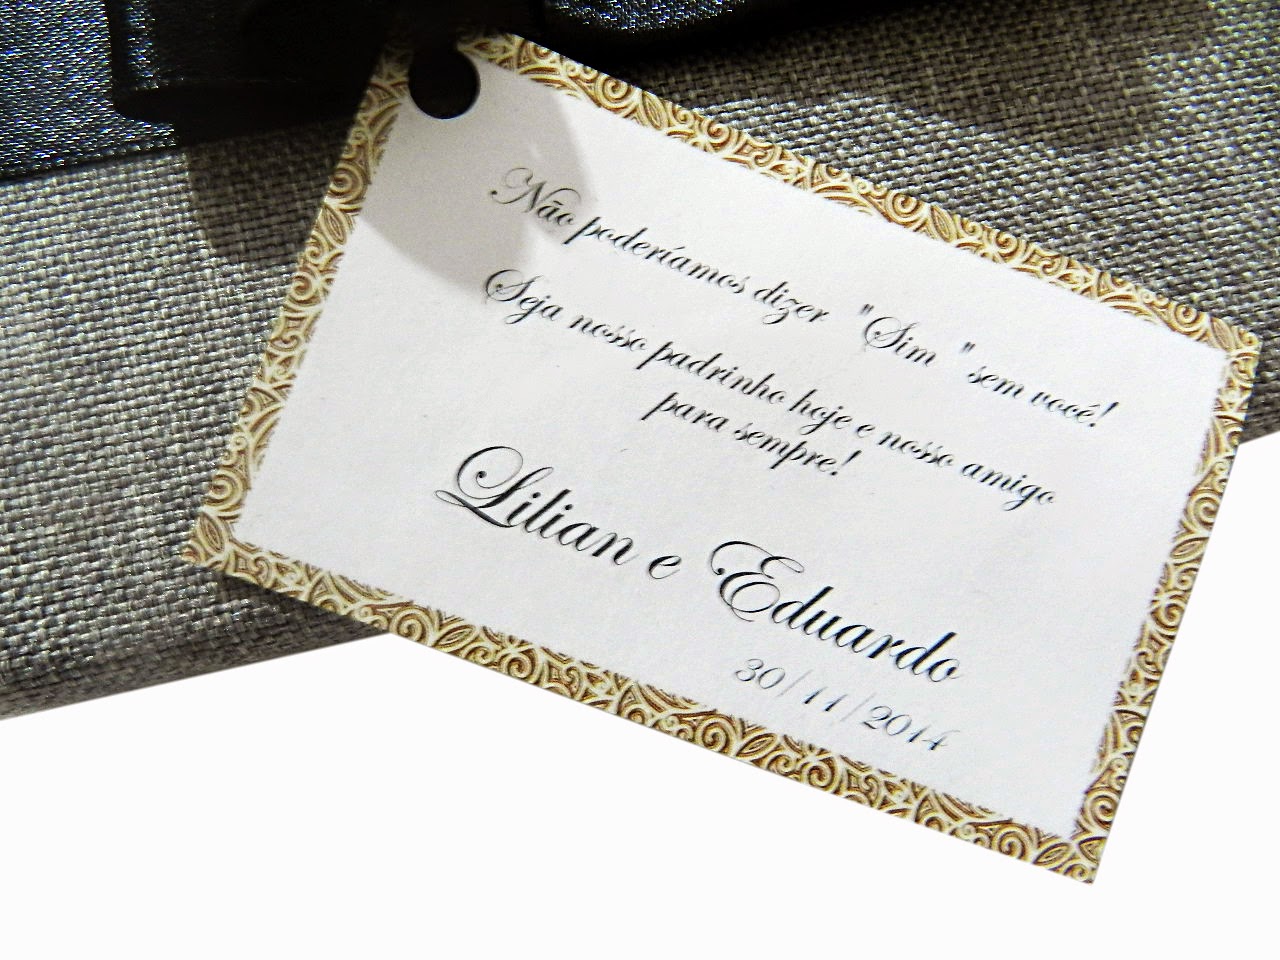 Não poderíamos dizer "Sim" sem você!
Seja nosso padrinho hoje e nosso amigo
para sempre!
Lilian e Eduardo
30/11/2014